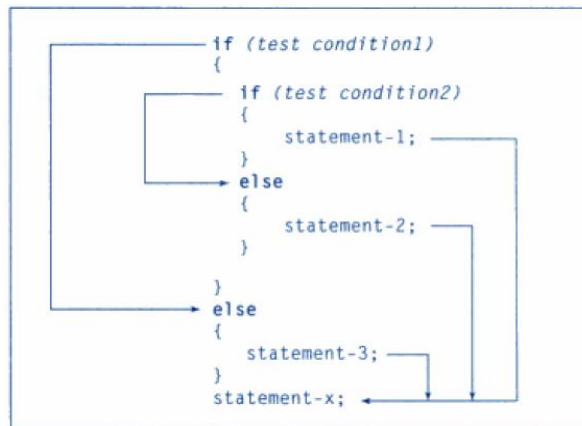 if (test condition1)
{
if (test condition2)
{
statement-1;
}
else
{
statement-2;
}
}
else
{
statement-3;
}
statement-x;